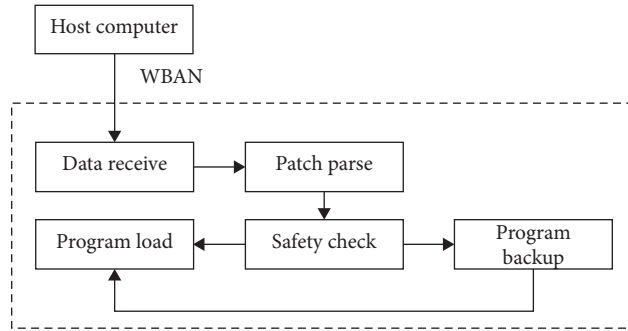 Host computer
WBAN
Data receive
Patch parse
Program load
Safety check
Program
backup